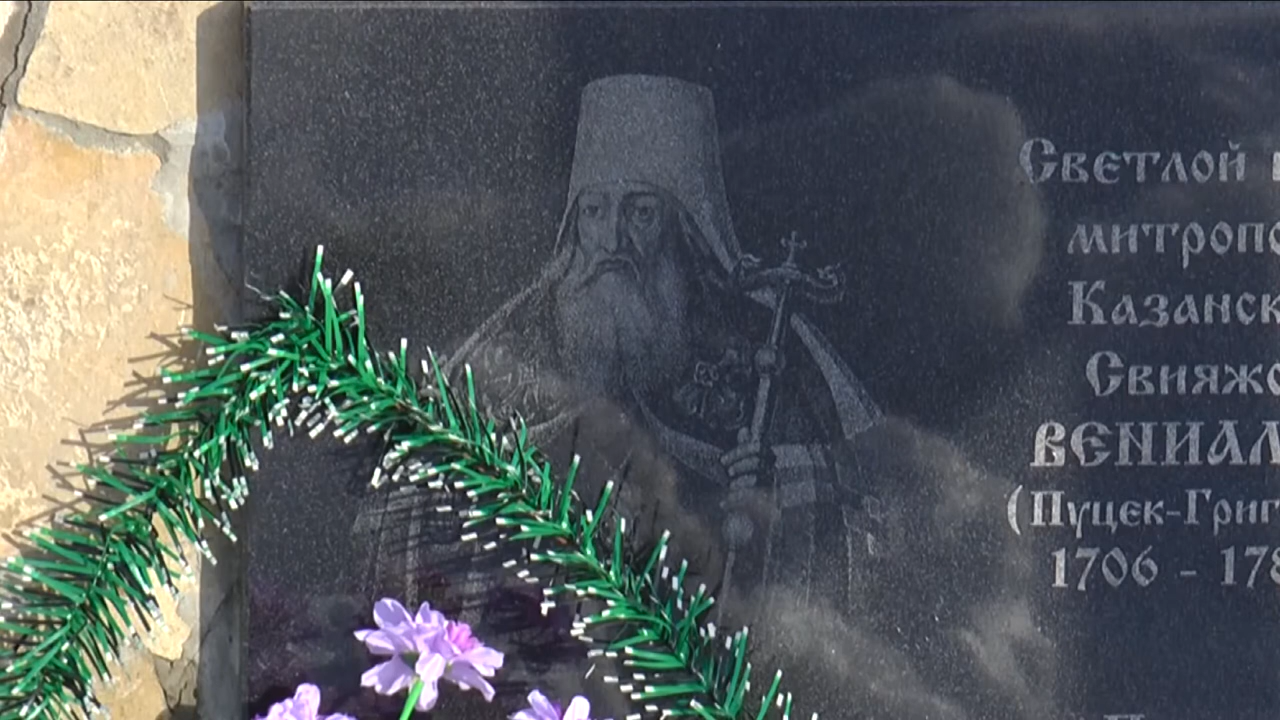 Светлой
митропо
Казанск
Свияжс
ВЕНИАМ
(Пуцек-Григ
1706 - 178